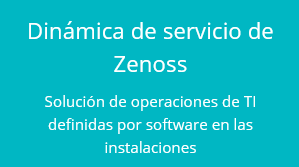 Dinámica de servicio de
Zenoss
Solución de operaciones de TI
definidas por software en las
instalaciones